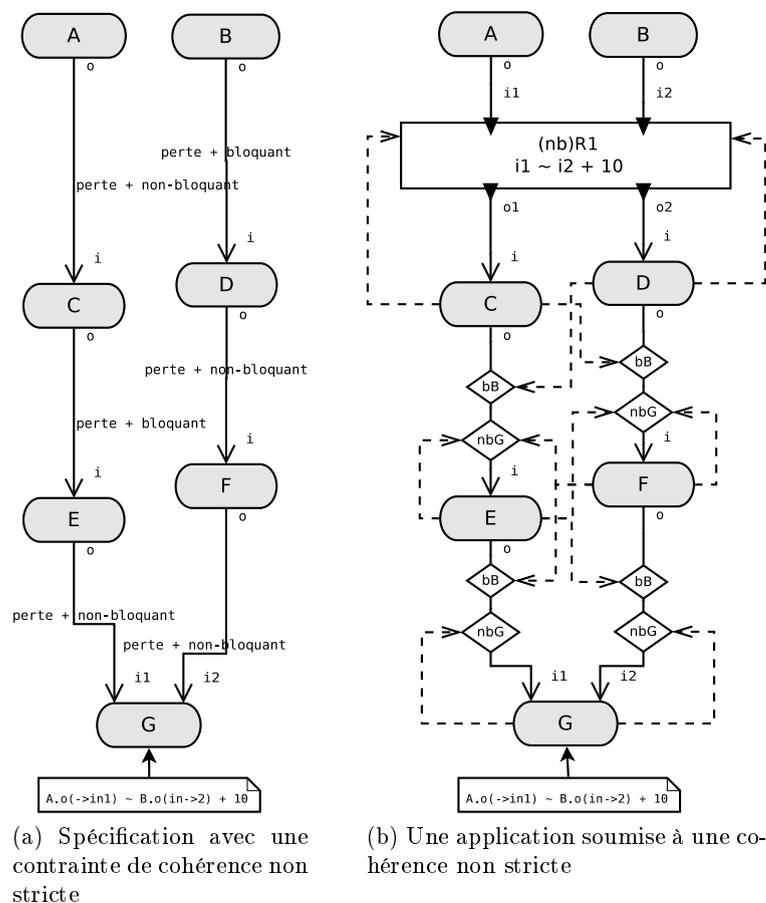 A
B
o
o
perte + bloquant
perte + non-bloquant
i
i
D
C
o
o
perte + non-bloquant
perte + bloquant
i
i
F
E
o
o
perte + non-bloquant
perte + non-bloquant
i1
i2
G
A.o(->in1) ~ B.o(in->2) + 10
(a) Spécification avec une
contrainte de cohérence non
stricte
A
B
o
o
i1
i2
(nb)R1
i1 ~ i2 + 10
o1
o2
i
i
D
C
o
o
bB
bB
nbG
nbG
i
i
F
E
o
o
bB
bB
nbG
nbG
i1
i2
G
A.o(->in1) ~ B.o(in->2) + 10
(b) Une application soumise à une co-
hérence non stricte